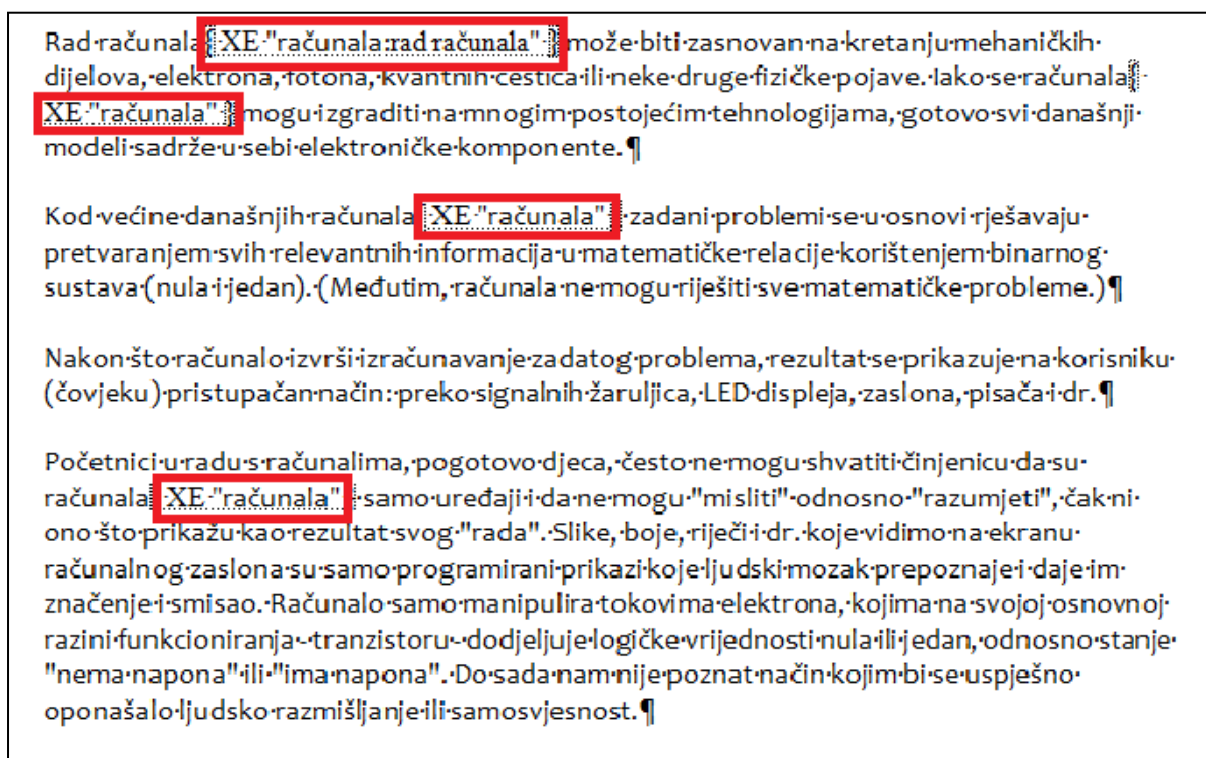 Rad·računala{·XE·"računala:rad računala"·}može·biti·zasnovan·na·kretanju·mehaničkih·
dijelova,·elektrona,·fotona,·kvantnih·čestica·ili·neke·druge·fizičke·pojave.·Iako·se·računala{·
XE·"računala"·}mogu·izgraditi·na·mnogim·postojećim·tehnologijama,·gotovo·svi·današnji·
modeli·sadrže·u·sebi·elektroničke·komponente.¶
Kod·većine·današnjih·računala{·XE·"računala"·}·zadani·problemi·se·u·osnovi·rješavaju·
pretvaranjem·svih·relevantnih·informacija·u·matematičke·relacije·korištenjem·binarnog·
sustava·(nula·i·jedan).·(Međutim,·računala·ne·mogu·riješiti·sve·matematičke·probleme.)¶
Nakon·što·računalo·izvrši·izračunavanje·zadatog·problema,·rezultat·se·prikazuje·na·korisniku·
(čovjeku)·pristupačan·način:·preko·signalnih·žaruljica,·LED·displeja,·zaslona,·pisača·i·dr.¶
Početnici·u·radu·s·računalima,·pogotovo·djeca,·često·ne·mogu·shvatiti·činjenicu·da·su·
računala{·XE·"računala"·}·samo·uređaji·i·da·ne·mogu·"misliti"·odnosno·"razumjeti",·čak·ni·
ono·što·prikažu·kao·rezultat·svog·"rada".·Slike,·boje,·riječi·i·dr.·koje·vidimo·na·ekranu·
računalnog·zaslona·su·samo·programirani·prikazi·koje·ljudski·mozak·prepoznaje·i·daje·im·
značenje·i·smisao.·Računalo·samo·manipulira·tokovima·elektrona,·kojima·na·svojoj·osnovnoj·
razini·funkcioniranja·-·tranzistoru·-·dodjeljuje·logičke·vrijednosti·nula·ili·jedan,·odnosno·stanje·
"nema·napona"·ili·"ima·napona".·Do·sada·nam·nije·poznat·način·kojim·bi·se·uspješno·
oponašalo·ljudsko·razmišljanje·ili·samosvjesnost.¶